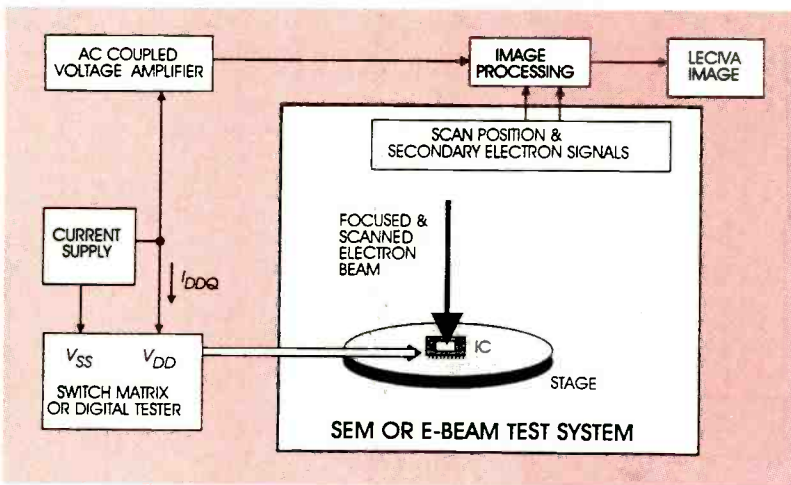 AC COUPLED
VOLTAGE AMPLIFIER
IMAGE
PROCESSING
LECIVA
IMAGE
SCAN POSITION &
SECONDARY ELECTRON SIGNALS
FOCUSED &
SCANNED
ELECTRON
BEAM
CURRENT
SUPPLY
IDDQ
VSS VDD
SWITCH MATRIX
OR DIGITAL TESTER
IC
STAGE
SEM OR E-BEAM TEST SYSTEM